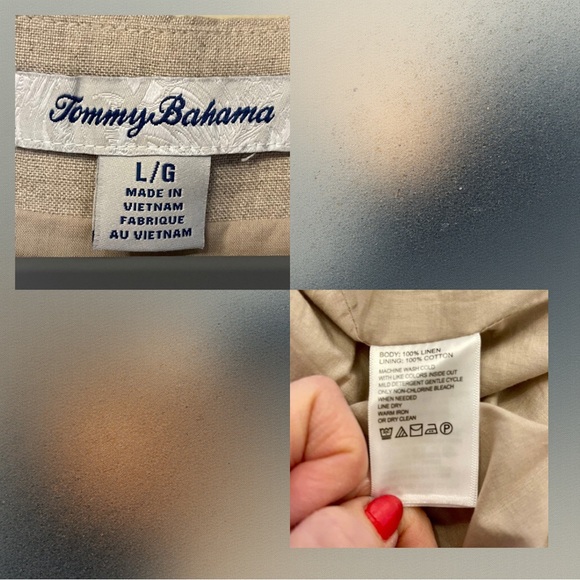 Tommy Bahama
L/G
MADE IN
VIETNAM
FABRIQUE
AU VIETNAM
BODY: 100% LINEN
LINING: 100% COTTON
MACHINE WASH COLD
WITH LIKE COLORS INSIDE OUT
MILD DETERGENT GENTLE CYCLE
ONLY NON-CHLORINE BLEACH
WHEN NEEDED
LINE DRY
WARM IRON
OR DRY CLEAN